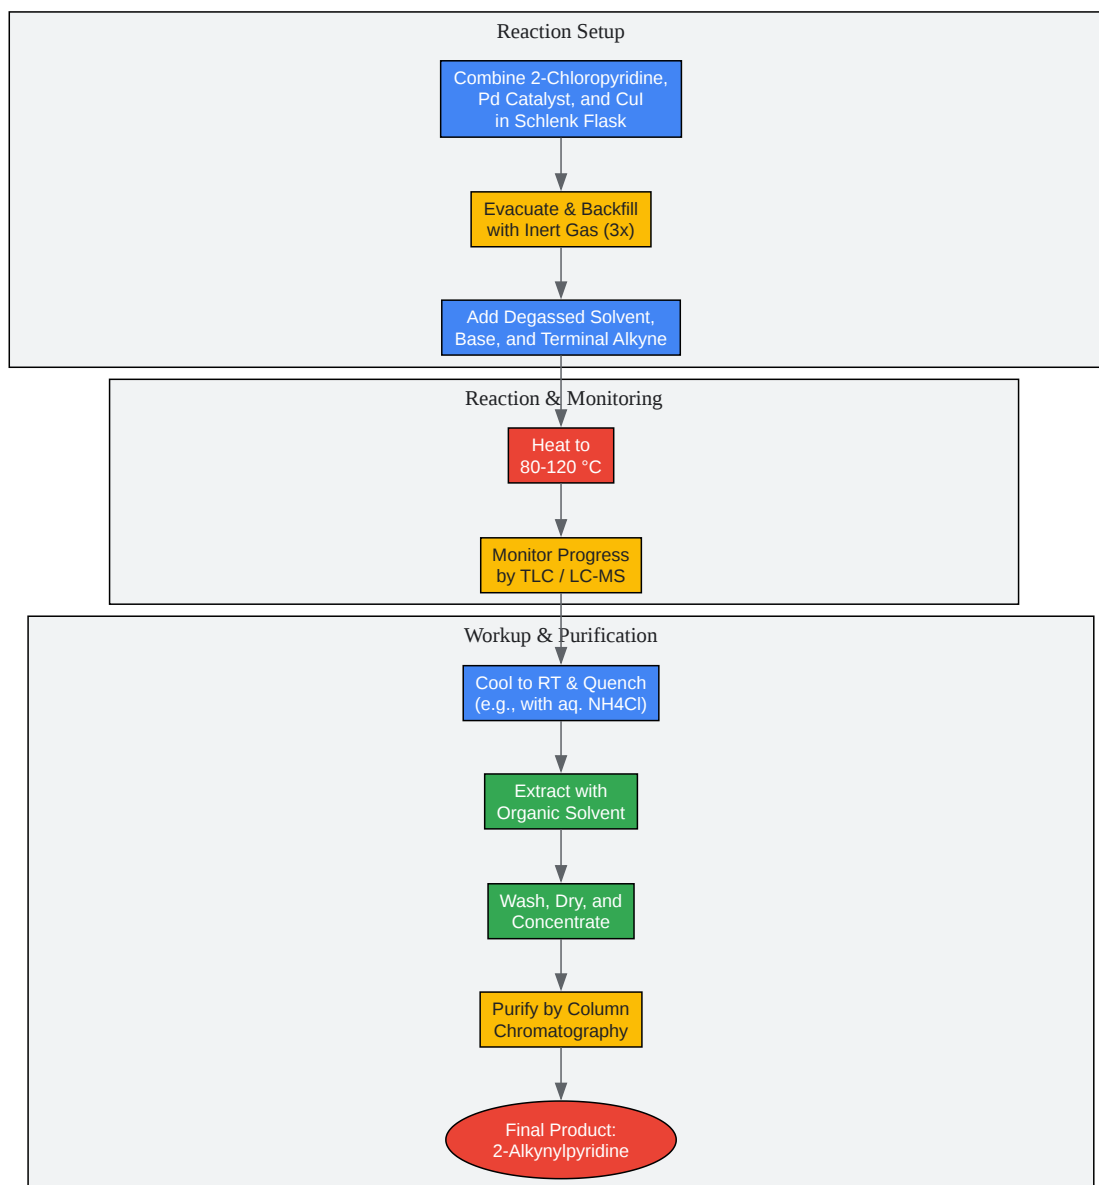 Reaction Setup
Combine 2-Chloropyridine,
Pd Catalyst, and CuI
in Schlenk Flask
Evacuate & Backfill
with Inert Gas (3x)
Add Degassed Solvent,
Base, and Terminal Alkyne
Reaction & Monitoring
Heat to
80-120 °C
Monitor Progress
by TLC / LC-MS
Workup & Purification
Cool to RT & Quench
(e.g., with aq. NH4Cl)
Extract with
Organic Solvent
Wash, Dry, and
Concentrate
Purify by Column
Chromatography
Final Product:
2-Alkynylpyridine